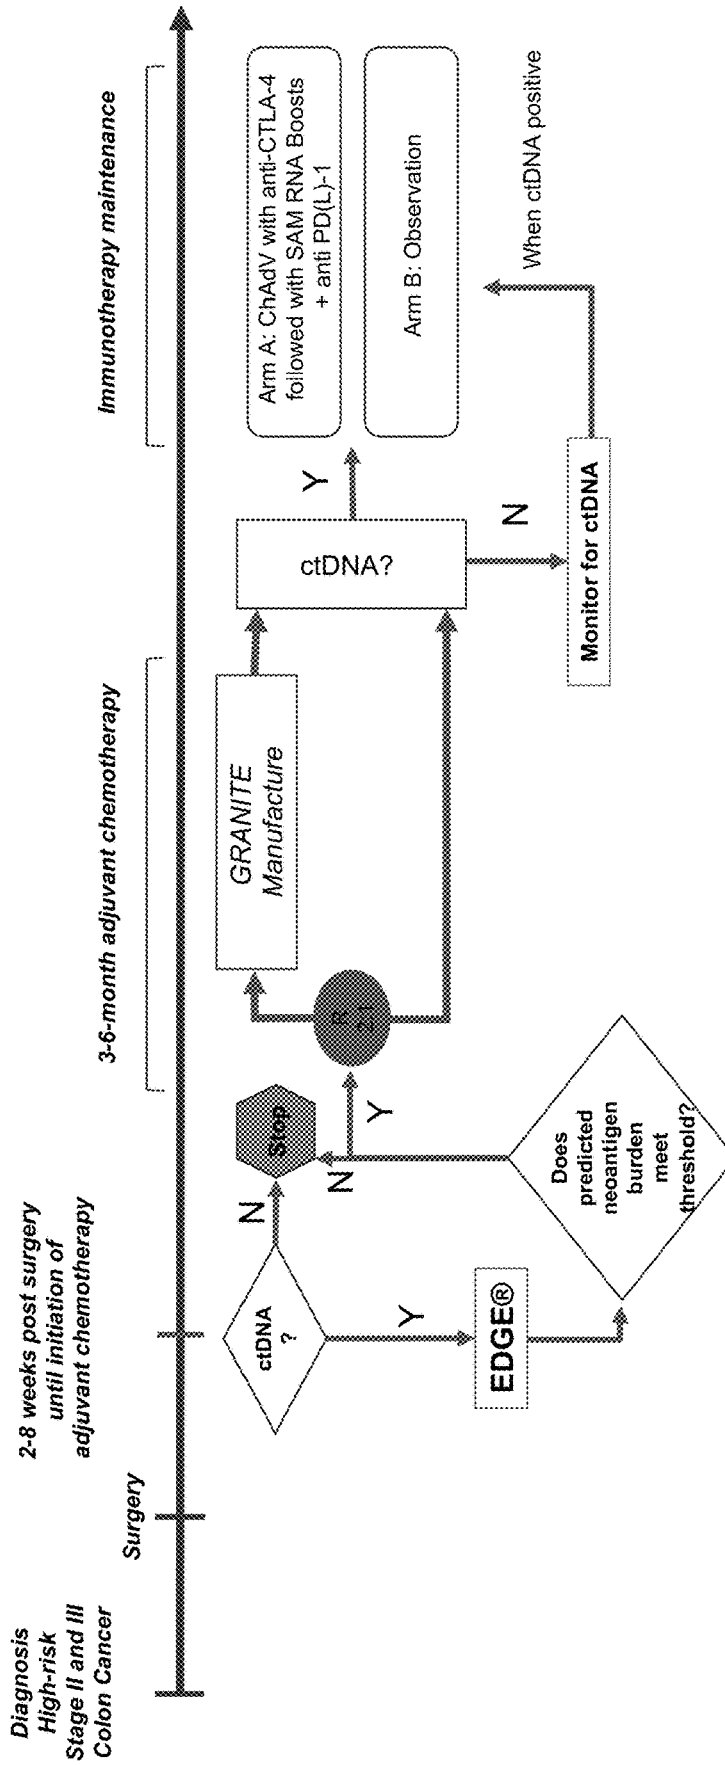 Diagnosis
High-risk
Stage II and III
Colon Cancer
Surgery
2-8 weeks post surgery
until initiation of
adjuvant chemotherapy
3-6-month adjuvant chemotherapy
Immunotherapy maintenance
ctDNA
?
N
Stop
Y
EDGE®
Does
predicted
neoantigen
burden
meet
threshold?
N
Y
R
2:1
GRANITE
Manufacture
ctDNA?
Y
N
Monitor for ctDNA
When ctDNA positive
Arm A: ChAdV with anti-CTLA-4
followed with SAM RNA Boosts
+ anti PD(L)-1
Arm B: Observation